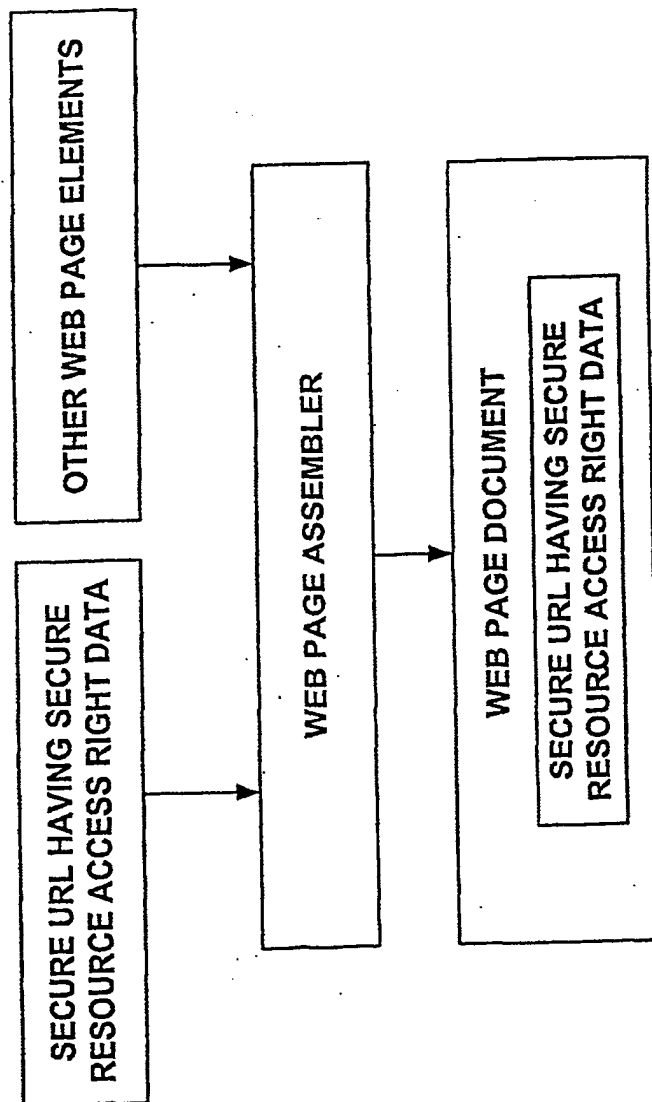 SECURE URL HAVING SECURE
RESOURCE ACCESS RIGHT DATA
OTHER WEB PAGE ELEMENTS
WEB PAGE ASSEMBLER
WEB PAGE DOCUMENT
SECURE URL HAVING SECURE
RESOURCE ACCESS RIGHT DATA